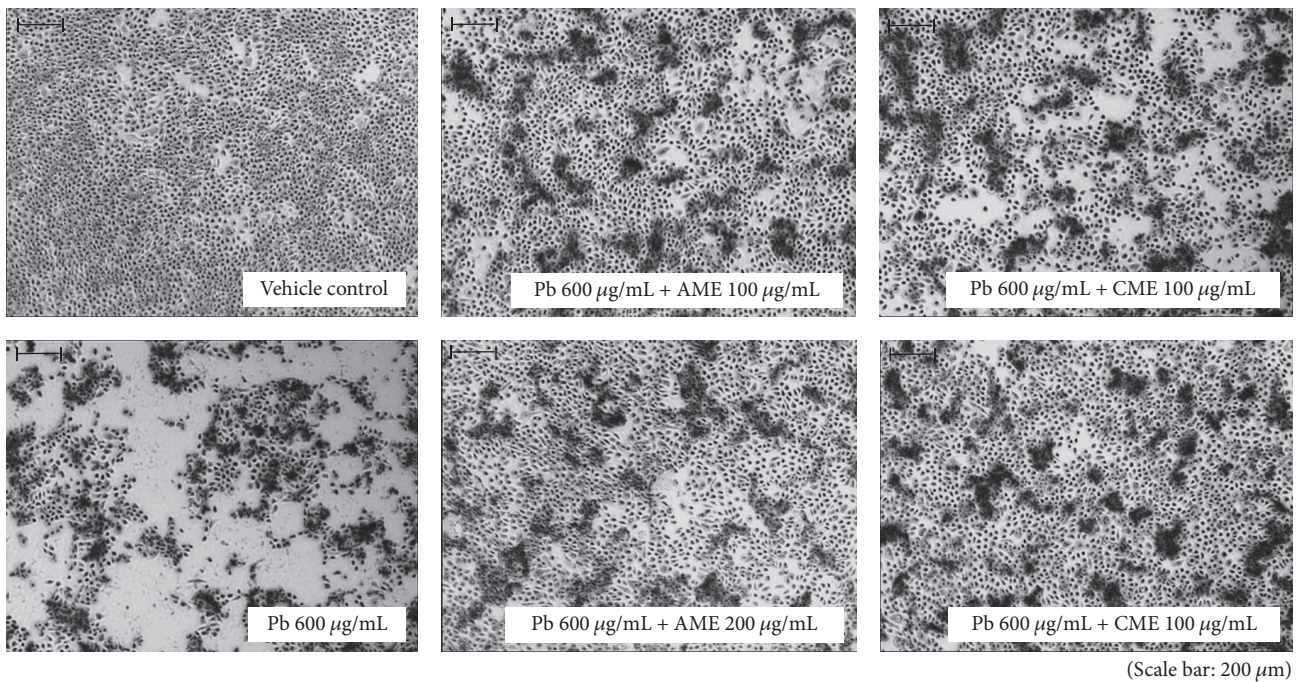 Vehicle control
Pb 600 μg/mL + AME 100 μg/mL
Pb 600 μg/mL + CME 100 μg/mL
Pb 600 μg/mL
Pb 600 μg/mL + AME 200 μg/mL
Pb 600 μg/mL + CME 100 μg/mL
(Scale bar: 200 μm)